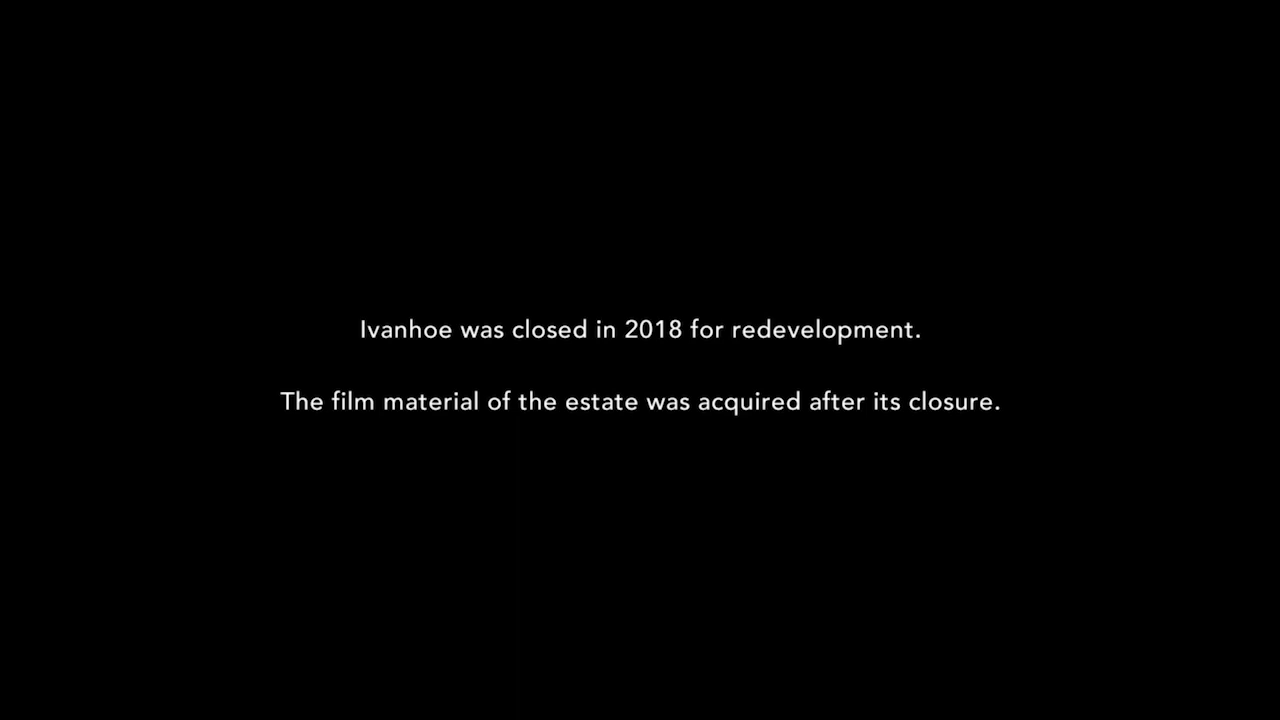 Ivanhoe was closed in 2018 for redevelopment.
The film material of the estate was acquired after its closure.